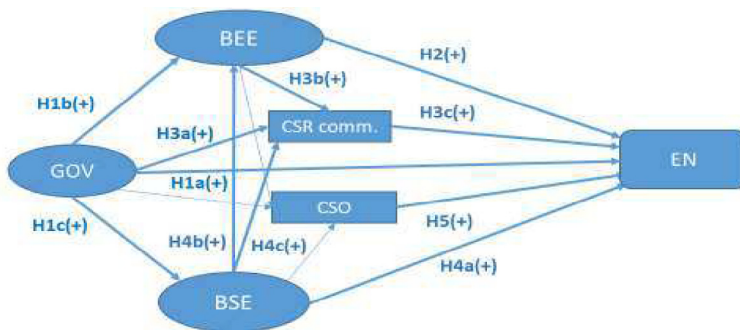 BEE
H2(+)
H1b(+)
H3b(+)
H3a(+)
CSR comm.
H3c(+)
GOV
H1a(+)
EN
CSO
H1c(+)
H4b(+)
H4c(+)
H5(+)
H4a(+)
BSE